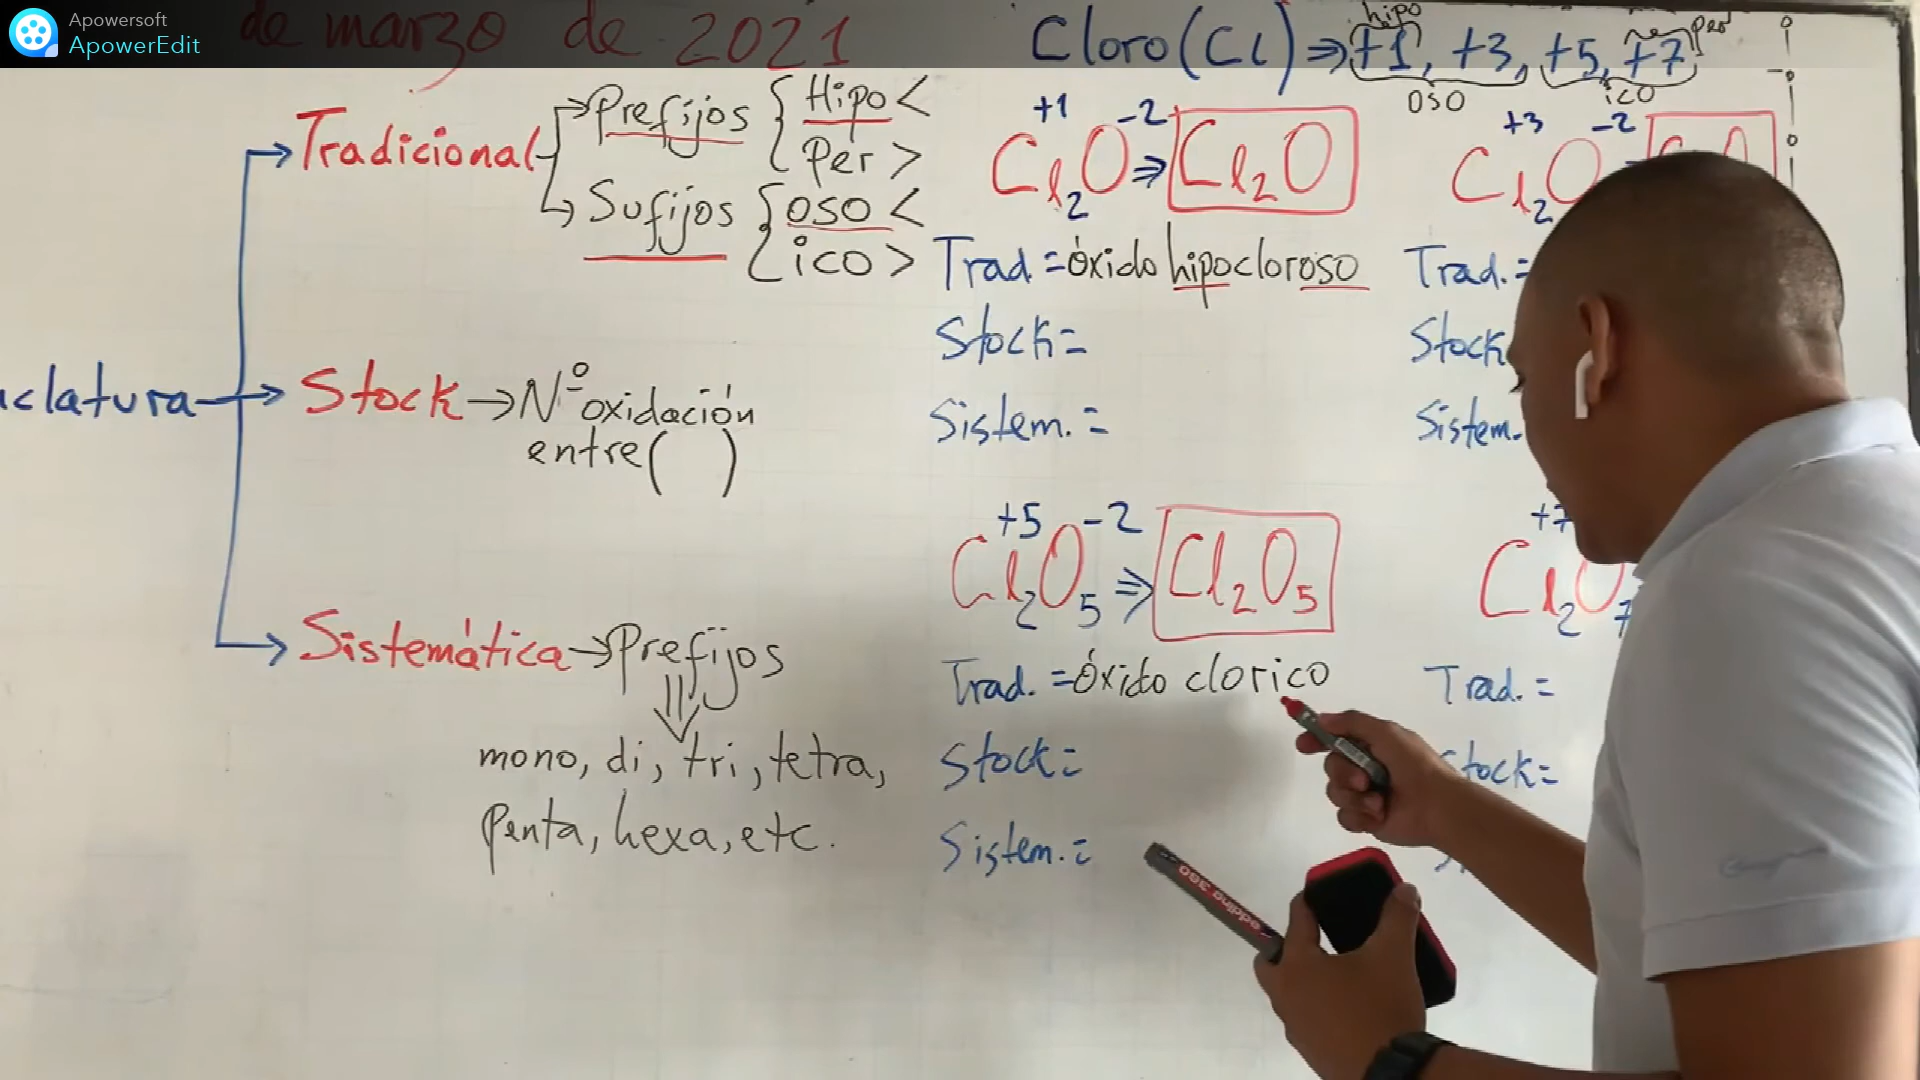 Apowersoft
ApowerEdit
de marzo de 2021
Tradicional
Prefijos { Hipo <
Per >
Sufijos { oso <
ico >
clatura
Stock → Nº oxidación
entre ( )
Sistemática → Prefijos
mono, di, tri, tetra,
penta, hexa, etc.
Cloro (Cl) ⇒ +1, +3, +5, +7
hipo
per
oso
ico
+1 -2
Cl2O ⇒ Cl2O
Trad. = óxido hipocloroso
Stock =
Sistem. =
+3 -2
Cl2O
Trad. =
Stock
Sistem.
+5 -2
Cl2O5 ⇒ Cl2O5
Trad. = óxido clorico
Stock =
Sistem. =
edding 360
+7
Cl2O7
Trad. =
Stock =